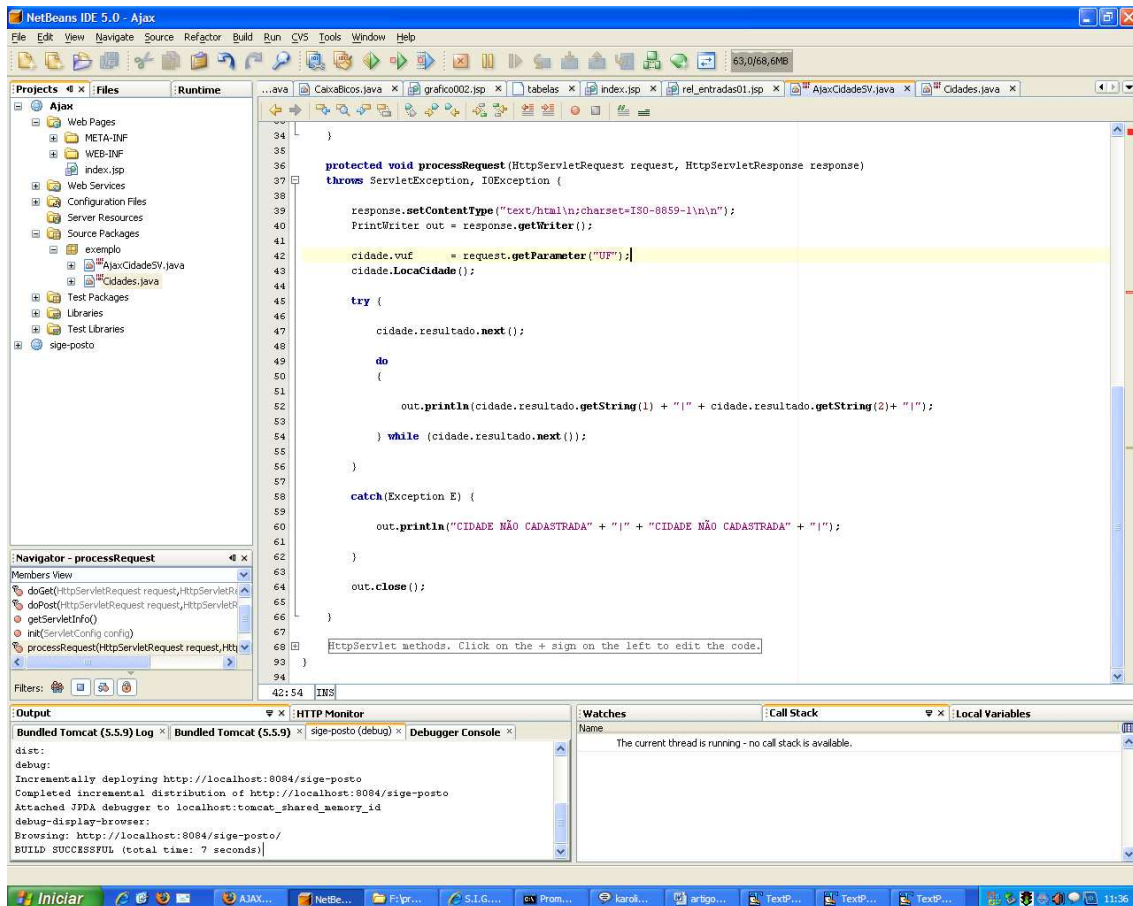 NetBeans IDE 5.0 - Ajax
File Edit View Navigate Source Refactor Build Run CVS Tools Window Help
63,0/68,6MB
Projects Files Runtime
Ajax
Web Pages
META-INF
WEB-INF
index.jsp
Web Services
Configuration Files
Server Resources
Source Packages
exemplo
AjaxCidadeSV.java
Cidades.java
Test Packages
Libraries
Test Libraries
sige-posto
...ava CaixaBicos.java grafico002.jsp tabelas index.jsp rel_entradas01.jsp AjaxCidadeSV.java Cidades.java
34 }
35
36 protected void processRequest(HttpServletRequest request, HttpServletResponse response)
37 throws ServletException, IOException {
38
39 response.setContentType("text/html\n;charset=ISO-8859-1\n\n");
40 PrintWriter out = response.getWriter();
41
42 cidade.vuf = request.getParameter("UF");
43 cidade.LocaCidade();
44
45 try {
46
47 cidade.resultado.next();
48
49 do
50 {
51
52 out.println(cidade.resultado.getString(1) + "|" + cidade.resultado.getString(2)+ "|");
53
54 } while (cidade.resultado.next());
55
56 }
57
58 catch(Exception E) {
59
60 out.println("CIDADE NÃO CADASTRADA" + "|" + "CIDADE NÃO CADASTRADA" + "|");
61
62 }
63
64 out.close();
65
66 }
67
68 HttpServlet methods. Click on the + sign on the left to edit the code.
93 }
94
42:54 INS
Navigator - processRequest
Members View
doGet(HttpServletRequest request,HttpServletRe
doPost(HttpServletRequest request,HttpServletR
getServletInfo()
init(ServletConfig config)
processRequest(HttpServletRequest request,Http
Filters:
Output HTTP Monitor
Bundled Tomcat (5.5.9) Log Bundled Tomcat (5.5.9) sige-posto (debug) Debugger Console
dist:
debug:
Incrementally deploying http://localhost:8084/sige-posto
Completed incremental distribution of http://localhost:8084/sige-posto
Attached JPDA debugger to localhost:tomcat_shared_memory_id
debug-display-browser:
Browsing: http://localhost:8084/sige-posto/
BUILD SUCCESSFUL (total time: 7 seconds)
Watches Call Stack Local Variables
Name
The current thread is running - no call stack is available.
Iniciar AJAX... NetBe... F:\pr... S.I.G.... Prom... karoli... artigo... TextP... TextP... TextP... 11:36